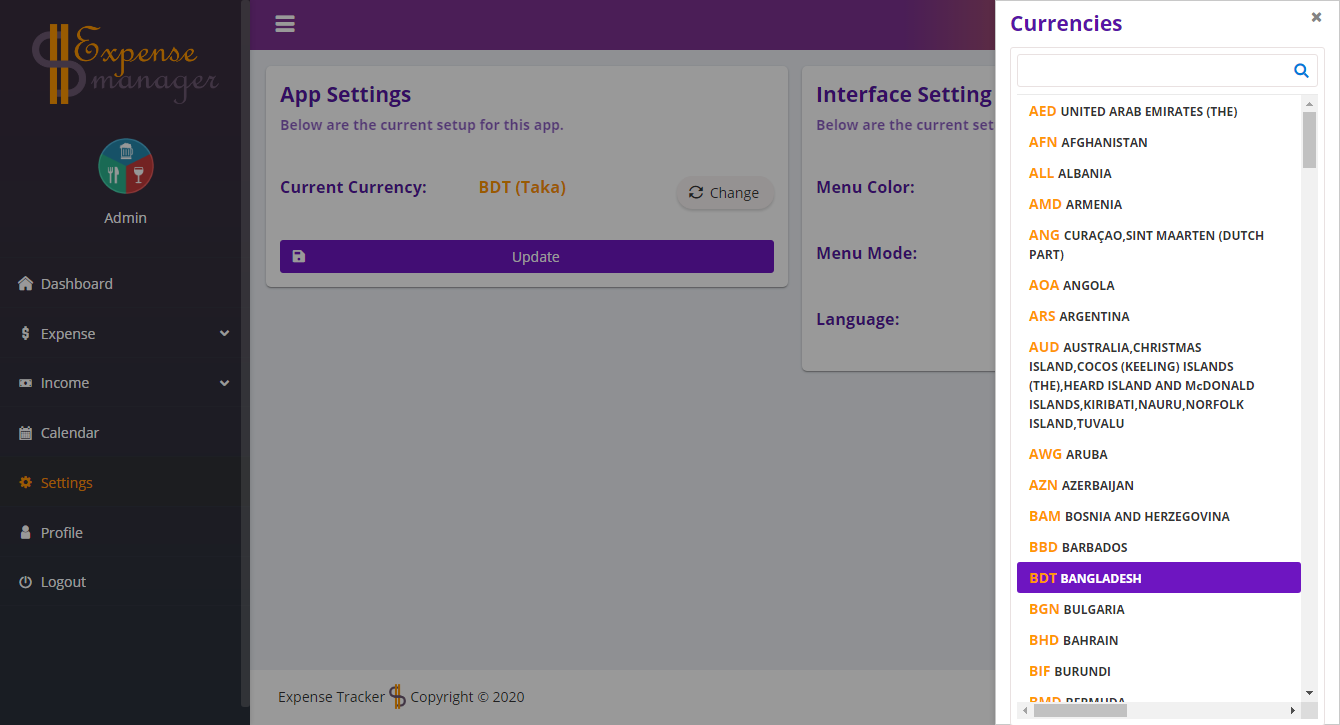 Expense
manager
Admin
Dashboard
Expense
Income
Calendar
Settings
Profile
Logout
App Settings
Below are the current setup for this app.
Current Currency: BDT (Taka) Change
Update
Interface Setting
Below are the current set
Menu Color:
Menu Mode:
Language:
Expense Tracker Copyright © 2020
Currencies
AED UNITED ARAB EMIRATES (THE)
AFN AFGHANISTAN
ALL ALBANIA
AMD ARMENIA
ANG CURAÇAO,SINT MAARTEN (DUTCH
PART)
AOA ANGOLA
ARS ARGENTINA
AUD AUSTRALIA,CHRISTMAS
ISLAND,COCOS (KEELING) ISLANDS
(THE),HEARD ISLAND AND McDONALD
ISLANDS,KIRIBATI,NAURU,NORFOLK
ISLAND,TUVALU
AWG ARUBA
AZN AZERBAIJAN
BAM BOSNIA AND HERZEGOVINA
BBD BARBADOS
BDT BANGLADESH
BGN BULGARIA
BHD BAHRAIN
BIF BURUNDI
BMD BERMUDA